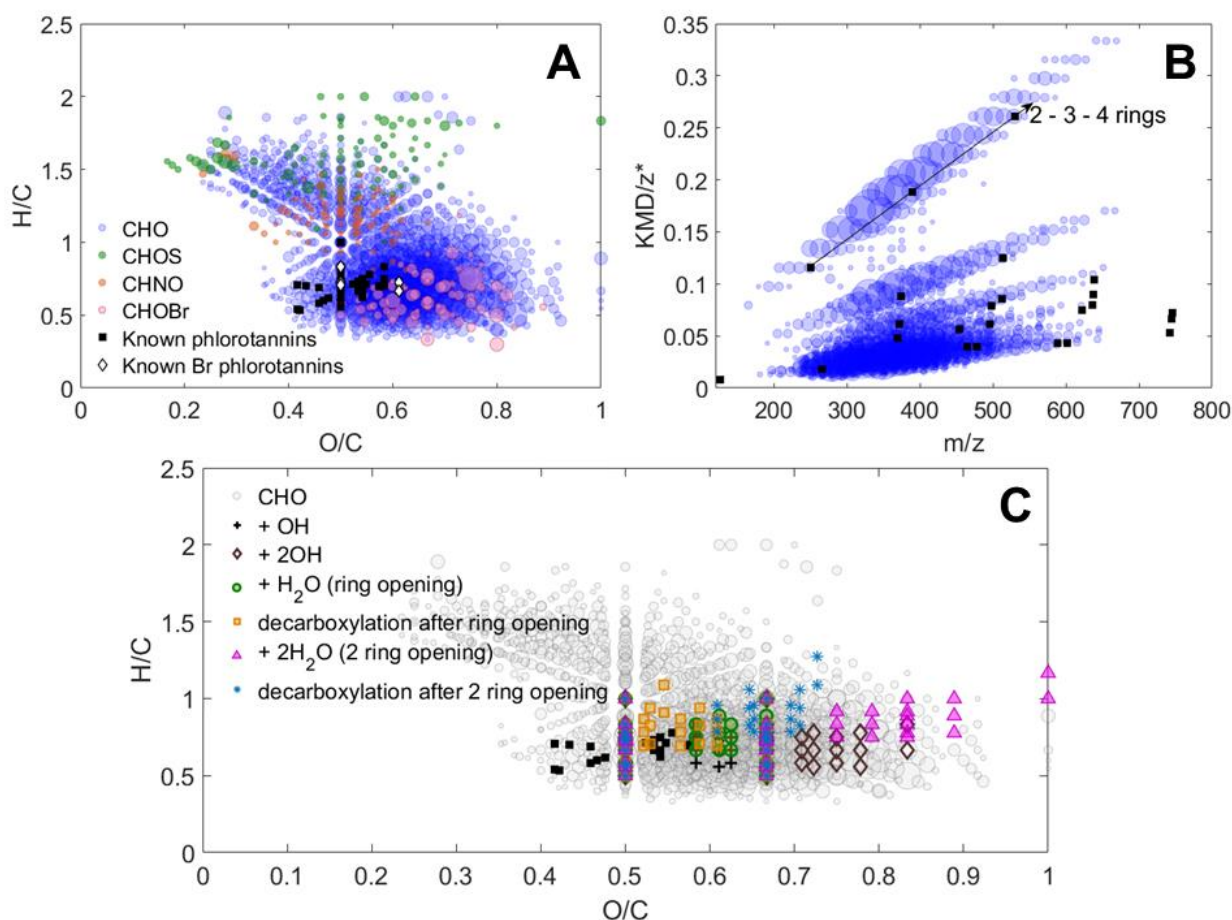 A
2.5
2
1.5
1
0.5
0
H/C
CHO
CHOS
CHNO
CHOBr
Known phlorotannins
Known Br phlorotannins
0 0.2 0.4 0.6 0.8 1
O/C
B
0.35
0.3
0.25
0.2
0.15
0.1
0.05
0
KMD/z*
2 - 3 - 4 rings
200 300 400 500 600 700 800
m/z
C
2.5
2
1.5
1
0.5
0
H/C
CHO
+ OH
+ 2OH
+ H₂O (ring opening)
decarboxylation after ring opening
+ 2H₂O (2 ring opening)
decarboxylation after 2 ring opening
0 0.1 0.2 0.3 0.4 0.5 0.6 0.7 0.8 0.9 1
O/C